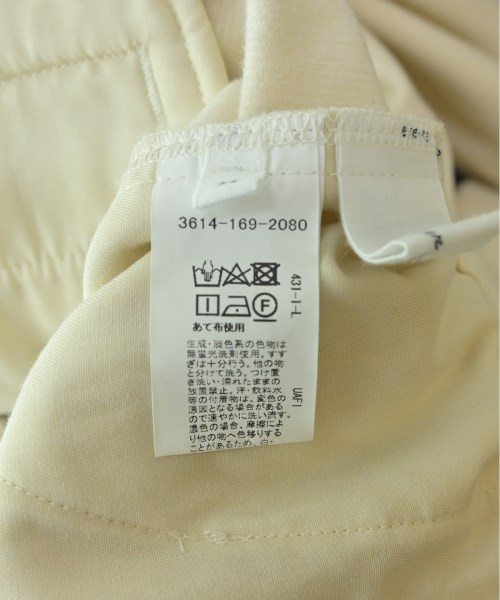 3614-169-2080
F
あて布使用
生成・淡色系の色物は
無蛍光洗剤使用。すす
ぎは十分行う。他の物
と分けて洗う。つけ置
き洗い・濡れたままの
放置禁止。汗・飲料水
等の付着物は、変色の
原因となる場合がある
ので速やかに洗い流す。
濃色の場合、摩擦によ
り他の物へ色移りする
ことがあるため、白・
431-1-L
UAF1